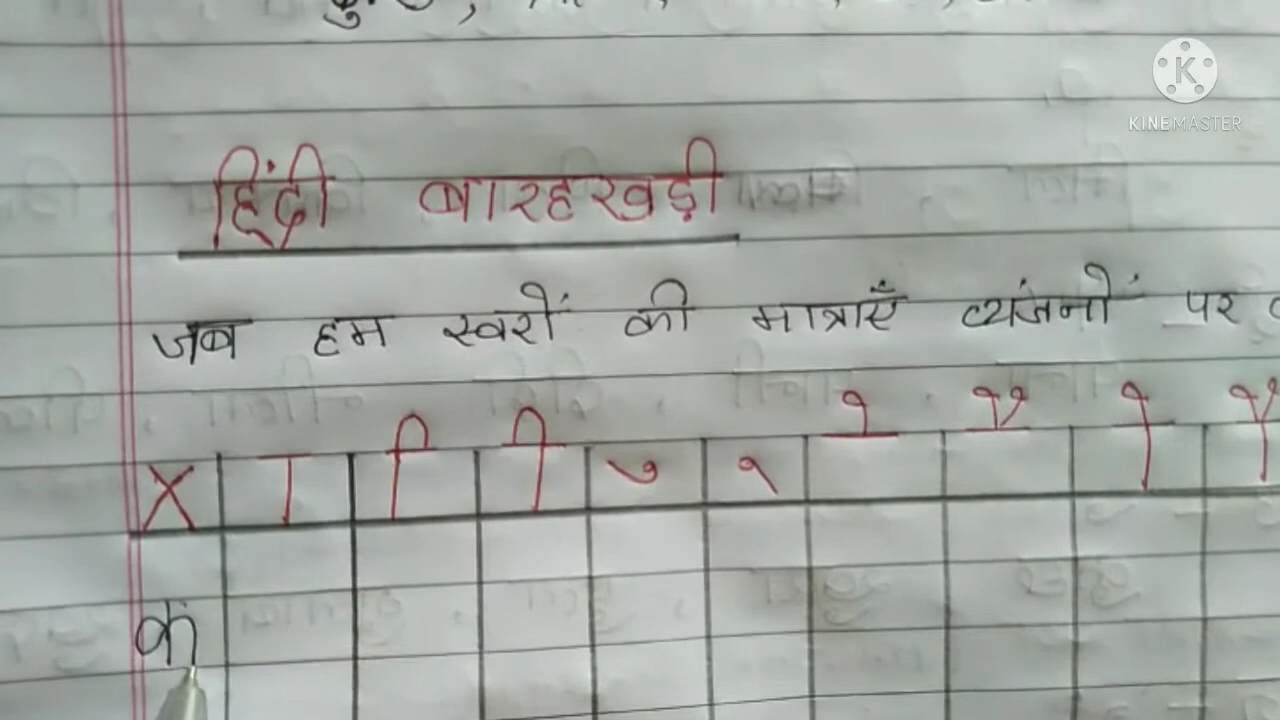 KINEMASTER
हिंदी बारहखड़ी
जब हम स्वरों की मात्राएँ व्यंजनों पर
X ा ि ी ु ू े ै ो ौ
क